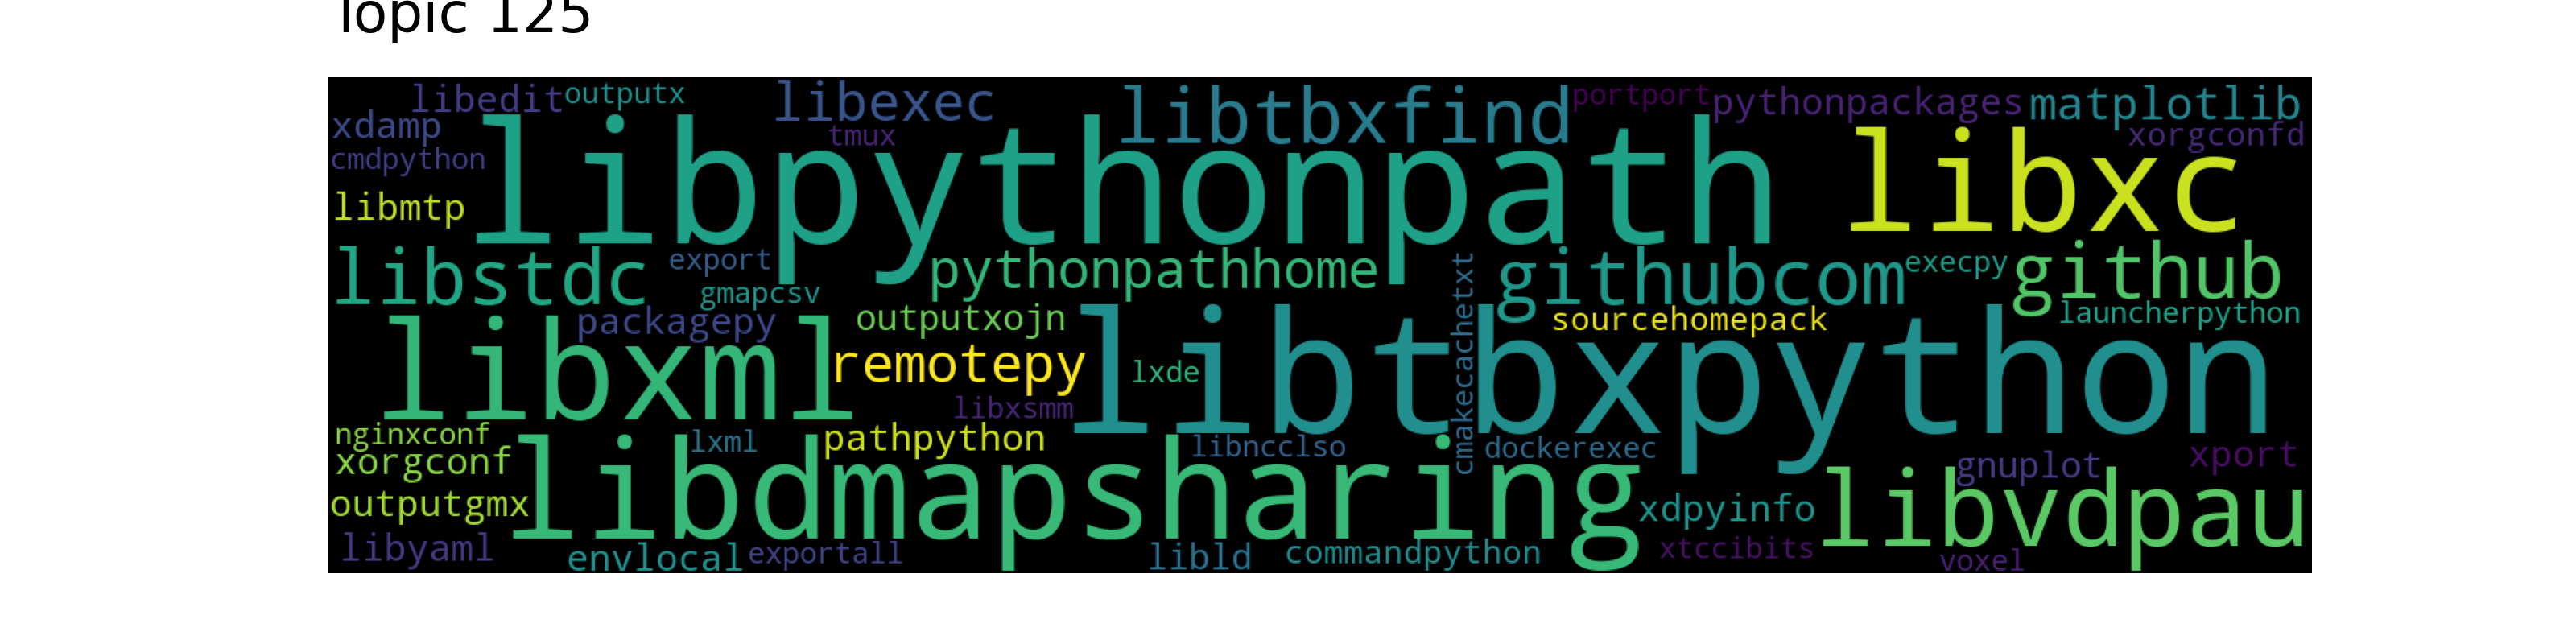 Topic 125
libedit outputx libexec libtbxfind portport pythonpackages matplotlib
xdamp tmux xorgconfd
cmdpython libpythonpath libxc
libmtp
libstdc export pythonpathhome githubcom execpy github
gmapcsv launcherpython
packagepy outputxojn sourcehomepack
libxml remotepy lxde libtbxpython
cmakecachetxt
libxsmm
nginxconf lxml pathpython libncclso dockerexec xport
xorgconf gnuplot
outputgmx libdmapsharing xdpyinfo libvdpau
libyaml envlocal exportall libld commandpython xtccibits voxel